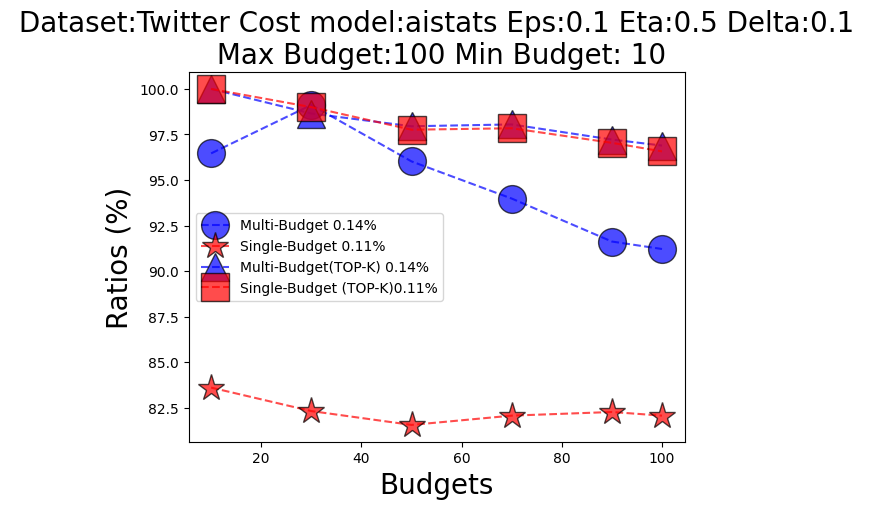 Dataset:Twitter Cost model:aistats Eps:0.1 Eta:0.5 Delta:0.1
Max Budget:100 Min Budget: 10
100.0
97.5
95.0
92.5
90.0
87.5
85.0
82.5
Ratios (%)
Multi-Budget 0.14%
Single-Budget 0.11%
Multi-Budget(TOP-K) 0.14%
Single-Budget (TOP-K)0.11%
20 40 60 80 100
Budgets